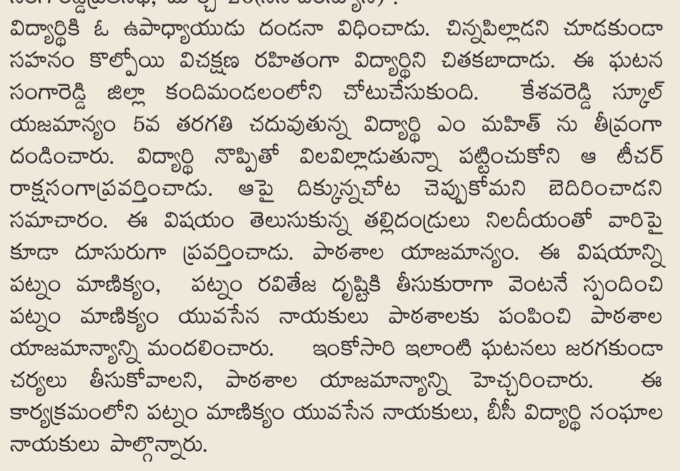 విద్యార్థికి ఓ ఉపాధ్యాయుడు దండనా విధించాడు. చిన్నపిల్లాడని చూడకుండా
సహనం కోల్పోయి విచక్షణ రహితంగా విద్యార్థిని చితకబాదాడు. ఈ ఘటన
సంగారెడ్డి జిల్లా కందిమండలంలోని చోటుచేసుకుంది. కేశవరెడ్డి స్కూల్
యజమాన్యం 5వ తరగతి చదువుతున్న విద్యార్థి ఎం మహిత్ ను తీవ్రంగా
దండించారు. విద్యార్థి నొప్పితో విలవిల్లాడుతున్నా పట్టించుకోని ఆ టీచర్
రాక్షసంగాప్రవర్తించాడు. ఆపై దిక్కున్నచోట చెప్పుకోమని బెదిరించాడని
సమాచారం. ఈ విషయం తెలుసుకున్న తల్లిదండ్రులు నిలదీయంతో వారిపై
కూడా దూసురుగా ప్రవర్తించాడు. పాఠశాల యాజమాన్యం. ఈ విషయాన్ని
పట్నం మాణిక్యం, పట్నం రవితేజ దృష్టికి తీసుకురాగా వెంటనే స్పందించి
పట్నం మాణిక్యం యువసేన నాయకులు పాఠశాలకు పంపించి పాఠశాల
యాజమాన్యాన్ని మందలించారు. ఇంకోసారి ఇలాంటి ఘటనలు జరగకుండా
చర్యలు తీసుకోవాలని, పాఠశాల యాజమాన్యాన్ని హెచ్చరించారు. ఈ
కార్యక్రమంలోని పట్నం మాణిక్యం యువసేన నాయకులు, బీసీ విద్యార్థి సంఘాల
నాయకులు పాల్గొన్నారు.